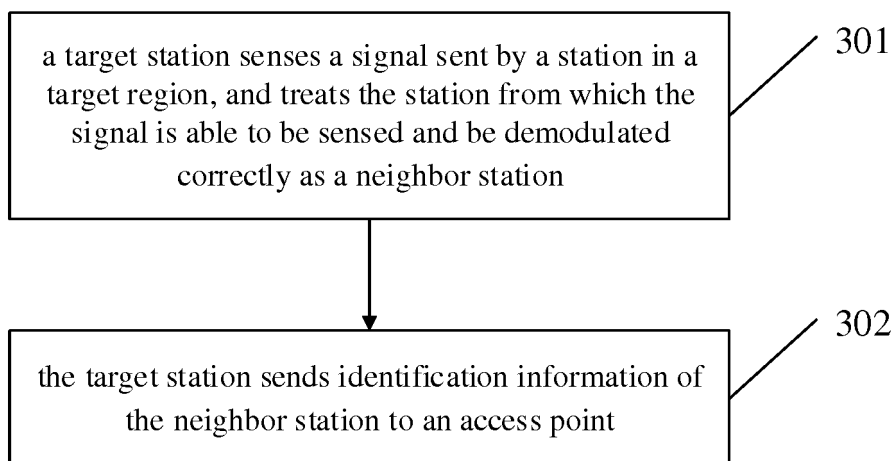 a target station senses a signal sent by a station in a
target region, and treats the station from which the
signal is able to be sensed and be demodulated
correctly as a neighbor station
301
the target station sends identification information of
the neighbor station to an access point
302